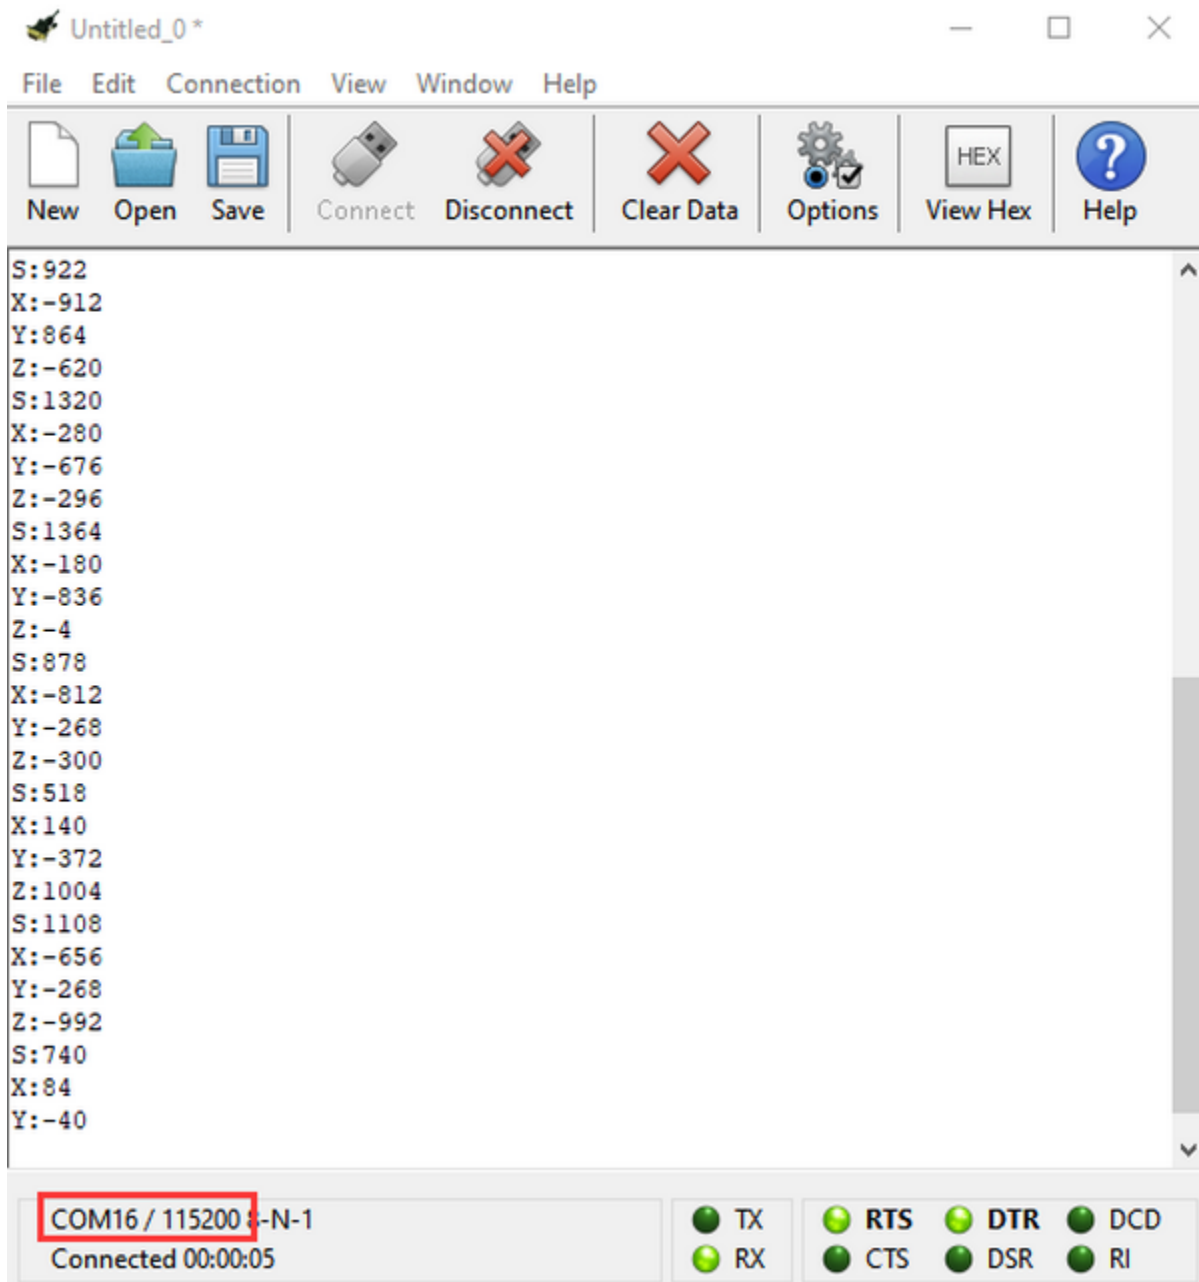 Untitled_0 *
File Edit Connection View Window Help
HEX
New Open Save Connect Disconnect Clear Data Options View Hex Help
S:922
X:-912
Y:864
Z:-620
S:1320
X:-280
Y:-676
Z:-296
S:1364
X:-180
Y:-836
Z:-4
S:878
X:-812
Y:-268
Z:-300
S:518
X:140
Y:-372
Z:1004
S:1108
X:-656
Y:-268
Z:-992
S:740
X:84
Y:-40
COM16 / 115200 8-N-1 TX RTS DTR DCD
Connected 00:00:05 RX CTS DSR RI